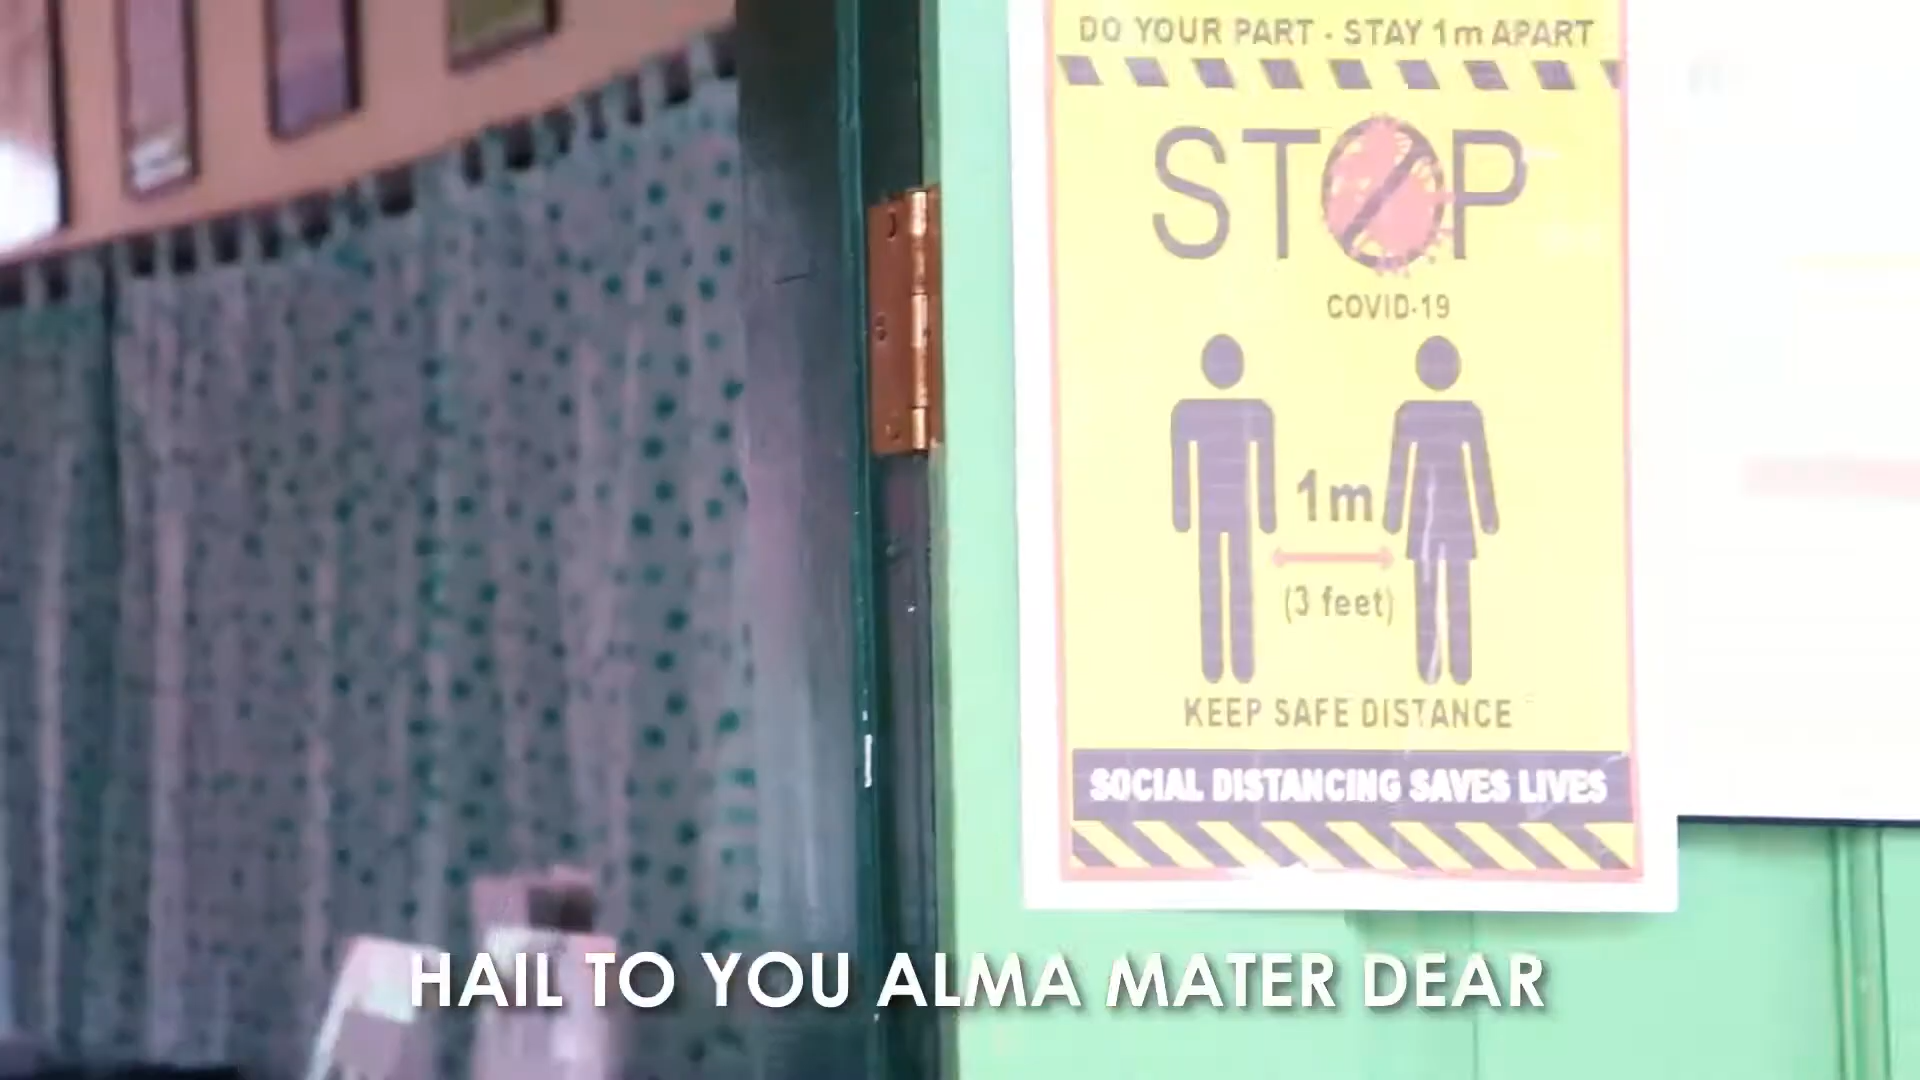 DO YOUR PART - STAY 1m APART
STOP
COVID-19
1m
(3 feet)
KEEP SAFE DISTANCE
SOCIAL DISTANCING SAVES LIVES
HAIL TO YOU ALMA MATER DEAR